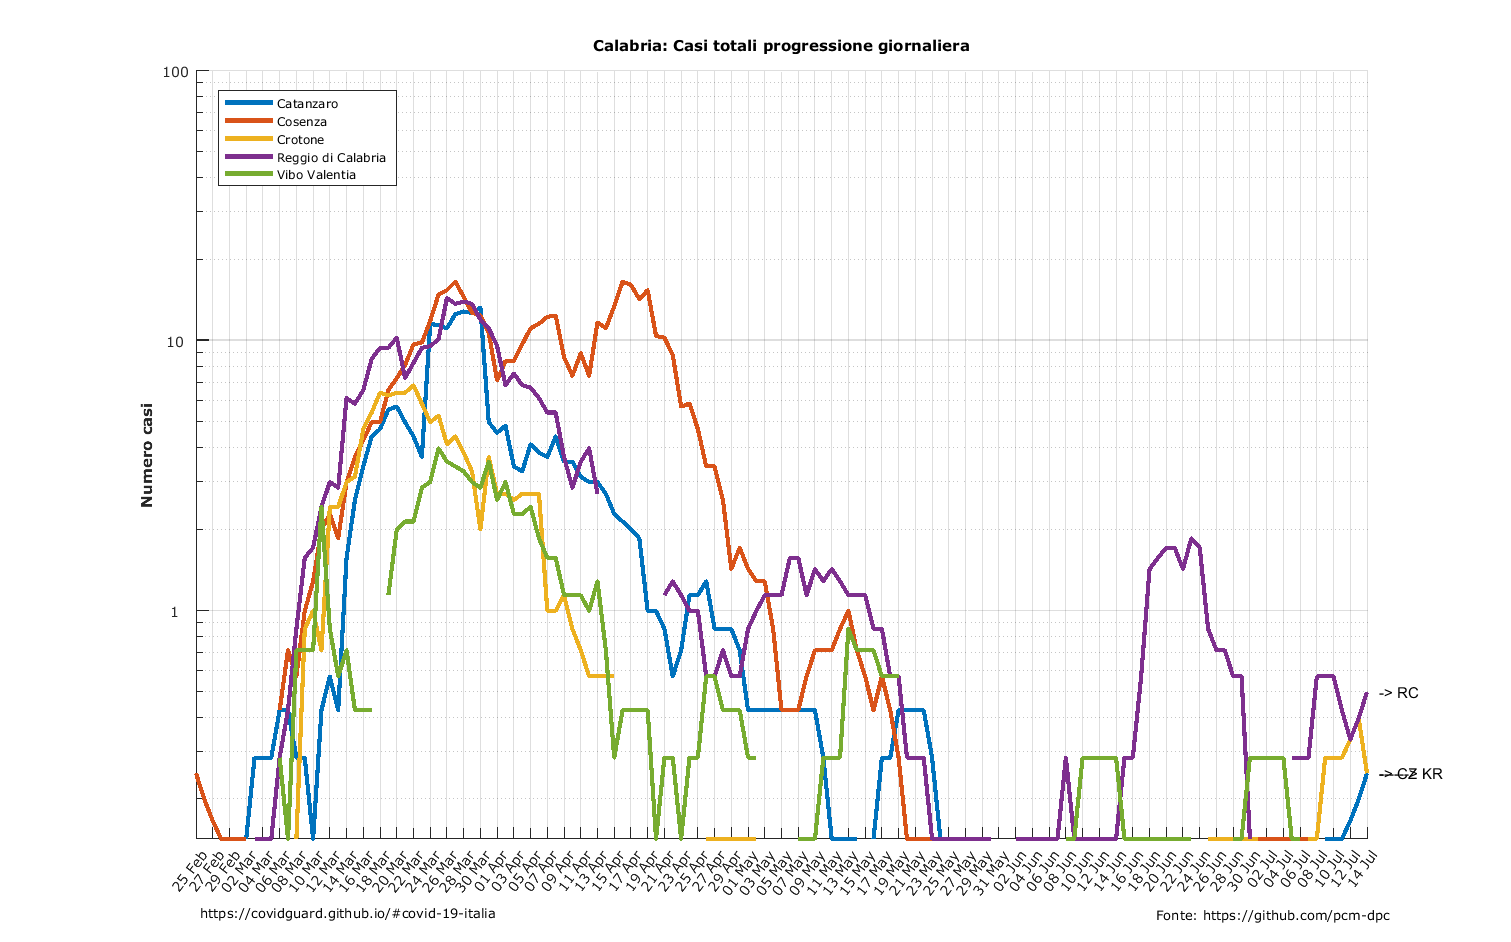 Calabria: Casi totali progressione giornaliera
100
10
1
Numero casi
Catanzaro
Cosenza
Crotone
Reggio di Calabria
Vibo Valentia
-> RC
-> CZ
-> KR
25 Feb
27 Feb
29 Feb
02 Mar
04 Mar
06 Mar
08 Mar
10 Mar
12 Mar
14 Mar
16 Mar
18 Mar
20 Mar
22 Mar
24 Mar
26 Mar
28 Mar
30 Mar
01 Apr
03 Apr
05 Apr
07 Apr
09 Apr
11 Apr
13 Apr
15 Apr
17 Apr
19 Apr
21 Apr
23 Apr
25 Apr
27 Apr
29 Apr
01 May
03 May
05 May
07 May
09 May
11 May
13 May
15 May
17 May
19 May
21 May
23 May
25 May
27 May
29 May
31 May
02 Jun
04 Jun
06 Jun
08 Jun
10 Jun
12 Jun
14 Jun
16 Jun
18 Jun
20 Jun
22 Jun
24 Jun
26 Jun
28 Jun
30 Jun
02 Jul
04 Jul
06 Jul
08 Jul
10 Jul
12 Jul
14 Jul
https://covidguard.github.io/#covid-19-italia
Fonte: https://github.com/pcm-dpc